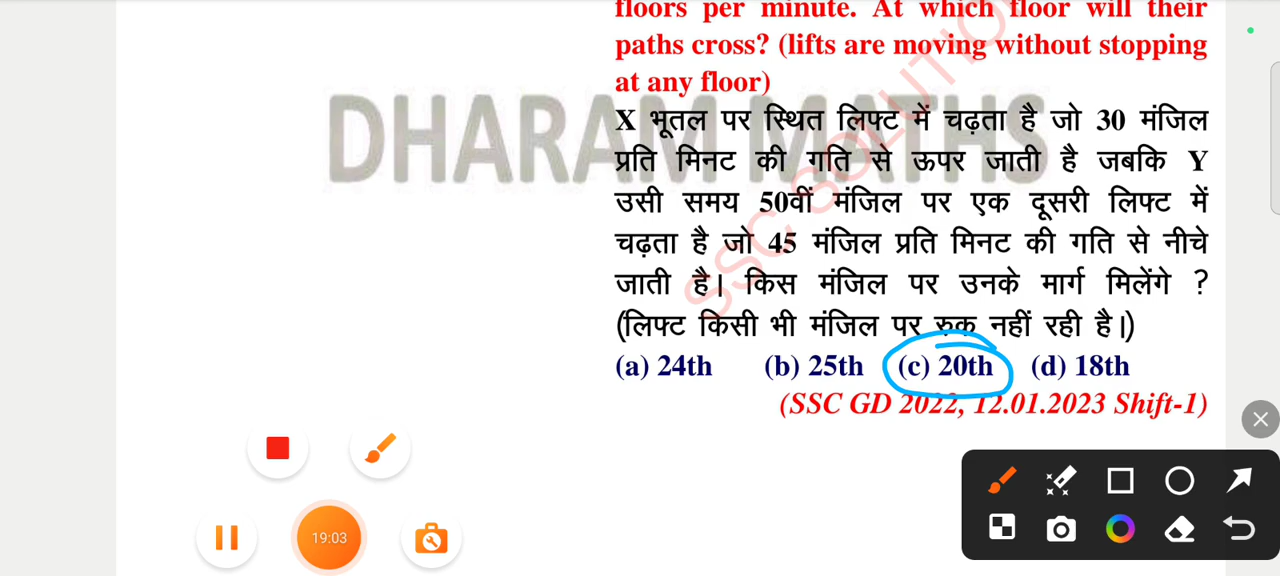 floors per minute. At which floor will their
paths cross? (lifts are moving without stopping
at any floor)
DHARAM MATHS
SSC SOLUTION
X भूतल पर स्थित लिफ्ट में चढ़ता है जो 30 मंजिल
प्रति मिनट की गति से ऊपर जाती है जबकि Y
उसी समय 50वीं मंजिल पर एक दूसरी लिफ्ट में
चढ़ता है जो 45 मंजिल प्रति मिनट की गति से नीचे
जाती है। किस मंजिल पर उनके मार्ग मिलेंगे ?
(लिफ्ट किसी भी मंजिल पर रुक नहीं रही है।)
(a) 24th (b) 25th (c) 20th (d) 18th
(SSC GD 2022, 12.01.2023 Shift-1)
19:03